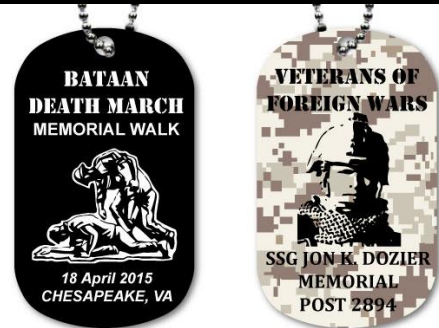 BATAAN
DEATH MARCH
MEMORIAL WALK
18 April 2015
CHESAPEAKE, VA
VETERANS OF
FOREIGN WARS
SSG JON K. DOZIER
MEMORIAL
POST 2894